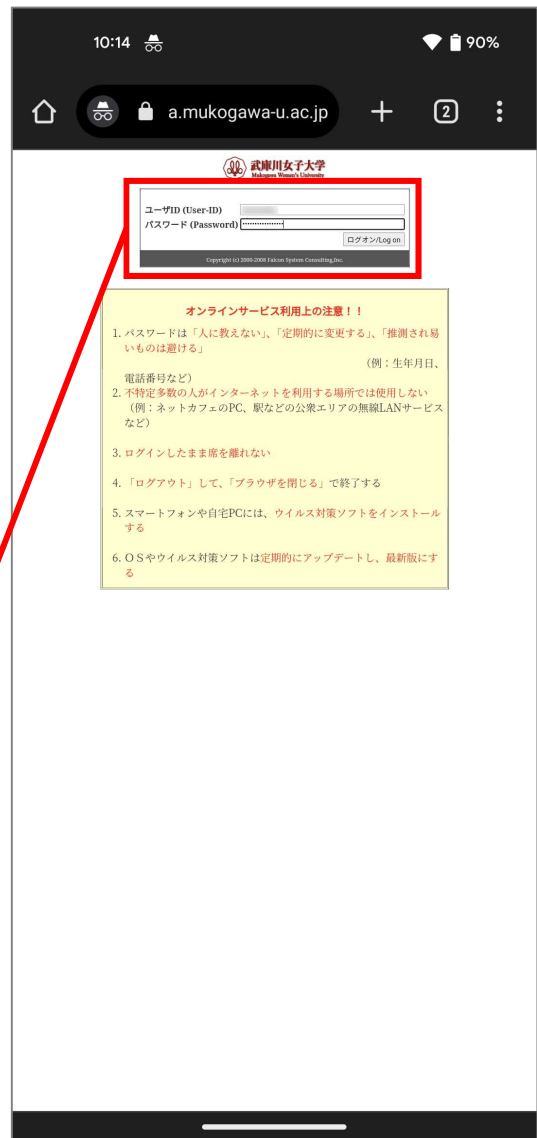 10:14
90%
a.mukogawa-u.ac.jp
2
武庫川女子大学
Mukogawa Women's University
ユーザID (User-ID)
パスワード (Password)
ログオン/Log on
Copyright (c) 2000-2008 Falcon System Consulting,Inc.
オンラインサービス利用上の注意！！
1. パスワードは「人に教えない」、「定期的に変更する」、「推測され易
いものは避ける」
（例：生年月日、
電話番号など）
2. 不特定多数の人がインターネットを利用する場所では使用しない
（例：ネットカフェのPC、駅などの公衆エリアの無線LANサービス
など）
3. ログインしたまま席を離れない
4. 「ログアウト」して、「ブラウザを閉じる」で終了する
5. スマートフォンや自宅PCには、ウイルス対策ソフトをインストール
する
6. ＯＳやウイルス対策ソフトは定期的にアップデートし、最新版にす
る